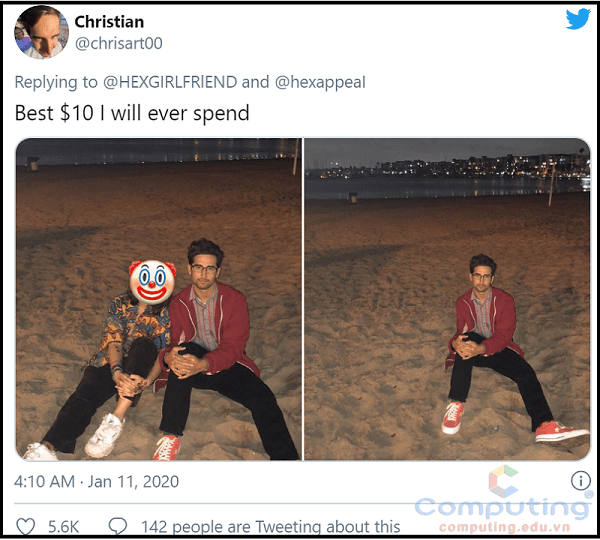 Christian
@chrisart00
Replying to @HEXGIRLFRIEND and @hexappeal
Best $10 I will ever spend
4:10 AM · Jan 11, 2020
5.6K 142 people are Tweeting about this
Computing®
computing.edu.vn